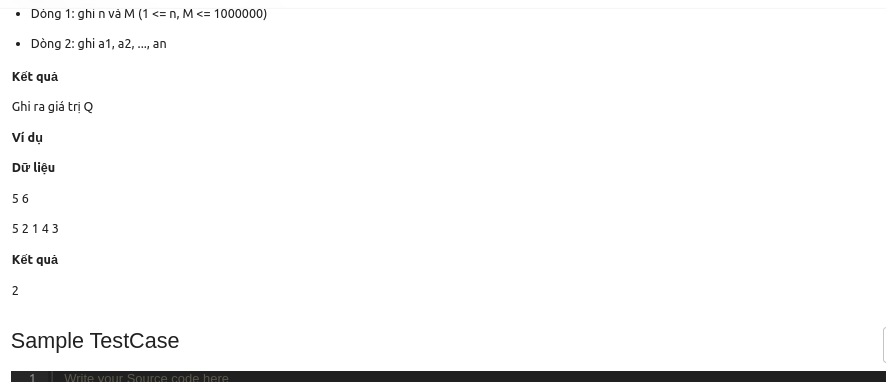 Dòng 1: ghi n và M (1 <= n, M <= 1000000)
Dòng 2: ghi a1, a2, ..., an
Kết quả
Ghi ra giá trị Q
Ví dụ
Dữ liệu
5 6
5 2 1 4 3
Kết quả
2
Sample TestCase
1 Write your Source code here